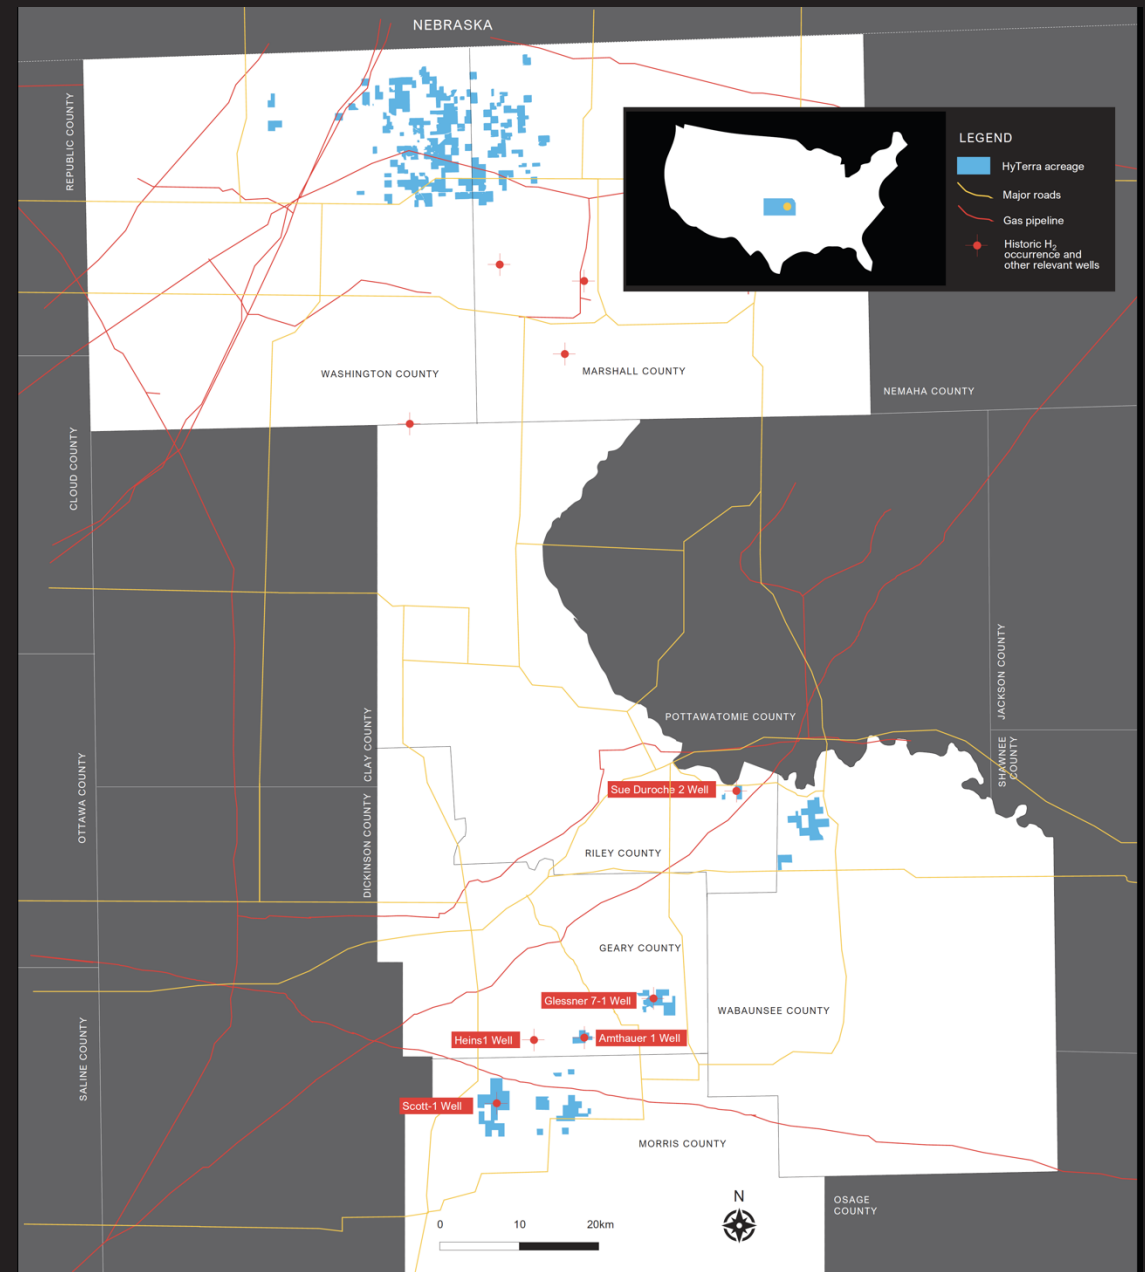 NEBRASKA
REPUBLIC COUNTY
LEGEND
HyTerra acreage
Major roads
Gas pipeline
Historic H₂
occurrence and
other relevant wells
WASHINGTON COUNTY
MARSHALL COUNTY
NEMAHA COUNTY
CLOUD COUNTY
JACKSON COUNTY
POTTAWATOMIE COUNTY
CLAY COUNTY
SHAWNEE
COUNTY
OTTAWA COUNTY
Sue Duroche 2 Well
DICKINSON COUNTY
RILEY COUNTY
GEARY COUNTY
Glessner 7-1 Well
WABAUNSEE COUNTY
Heins1 Well
Amthauer 1 Well
SALINE COUNTY
Scott-1 Well
MORRIS COUNTY
N
OSAGE
COUNTY
0 10 20km